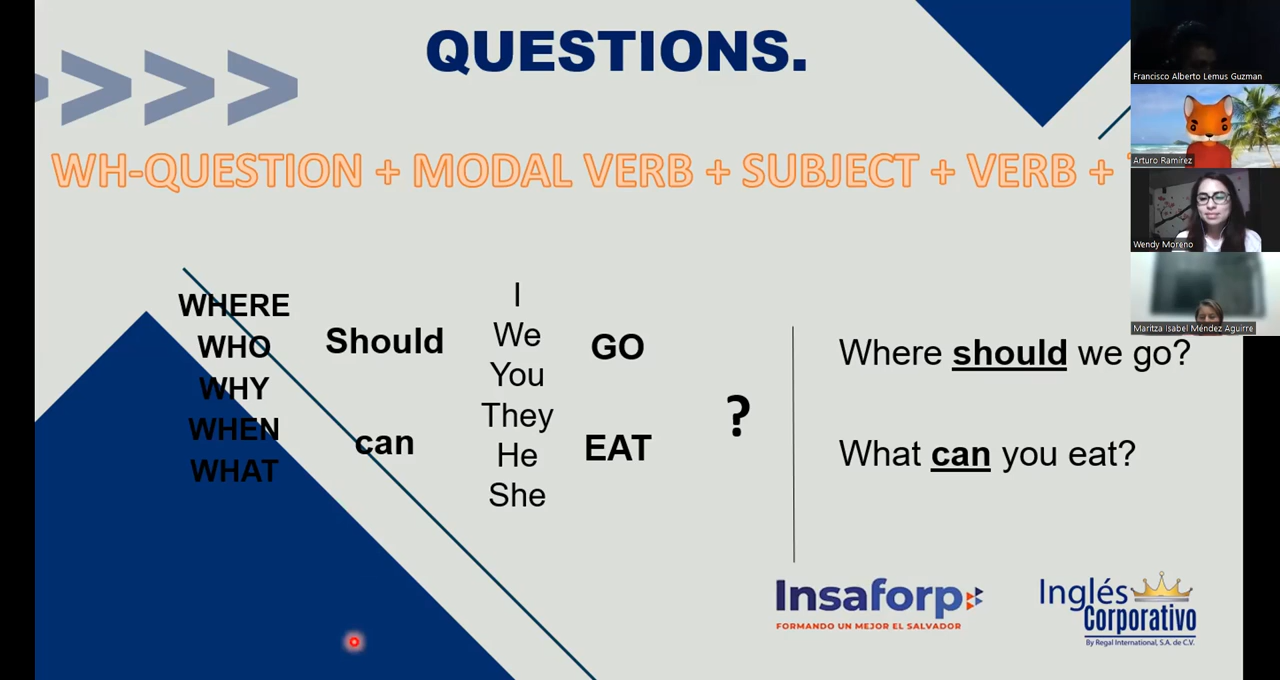 QUESTIONS.
WH-QUESTION + MODAL VERB + SUBJECT + VERB +
WHERE
WHO
WHY
WHEN
WHAT
Should
can
I
We
You
They
He
She
GO
EAT
?
Where should we go?
What can you eat?
Insaforp
FORMANDO UN MEJOR EL SALVADOR
Inglés
Corporativo
By Regal International, S.A. de C.V.
Francisco Alberto Lemus Guzman
Arturo Ramirez
Wendy Moreno
Maritza Isabel Méndez Aguirre